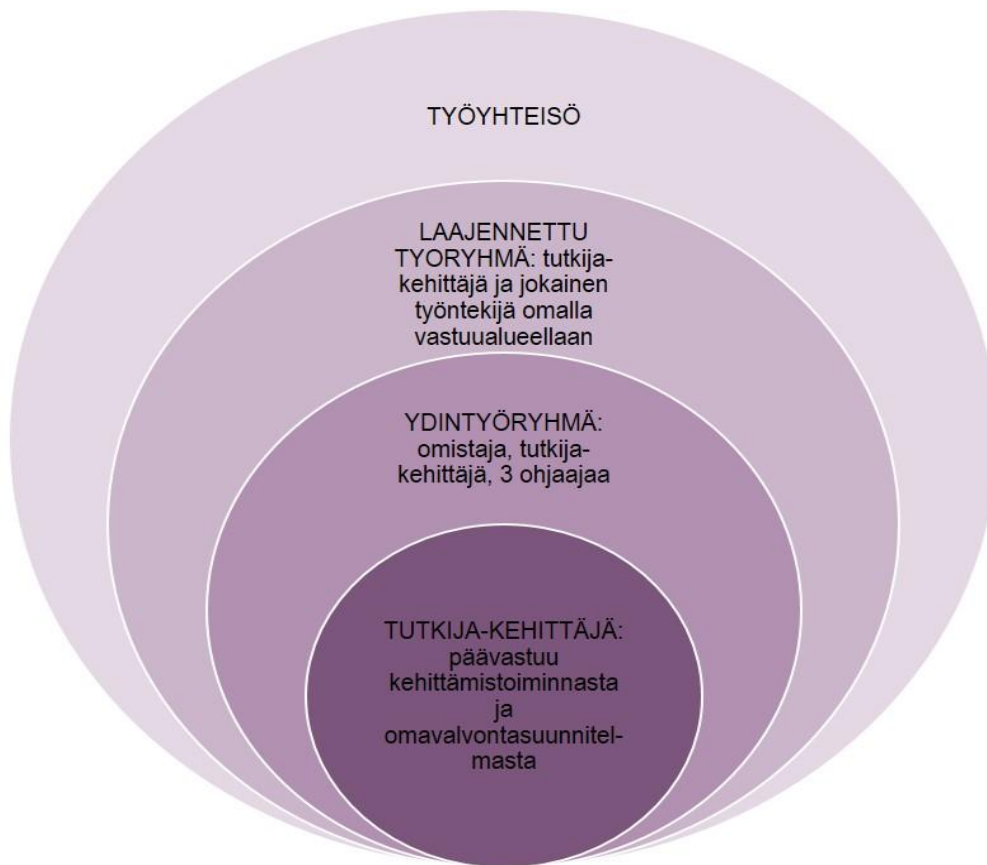 TYÖYHTEISÖ
LAAJENNETTU
TYORYHMÄ: tutkija-
kehittäjä ja jokainen
työntekijä omalla
vastuualueellaan
YDINTYÖRYHMÄ:
omistaja, tutkija-
kehittäjä, 3 ohjaajaa
TUTKIJA-KEHITTÄJÄ:
päävastuu
kehittämistoiminnasta
ja
omavalvontasuunnitel-
masta